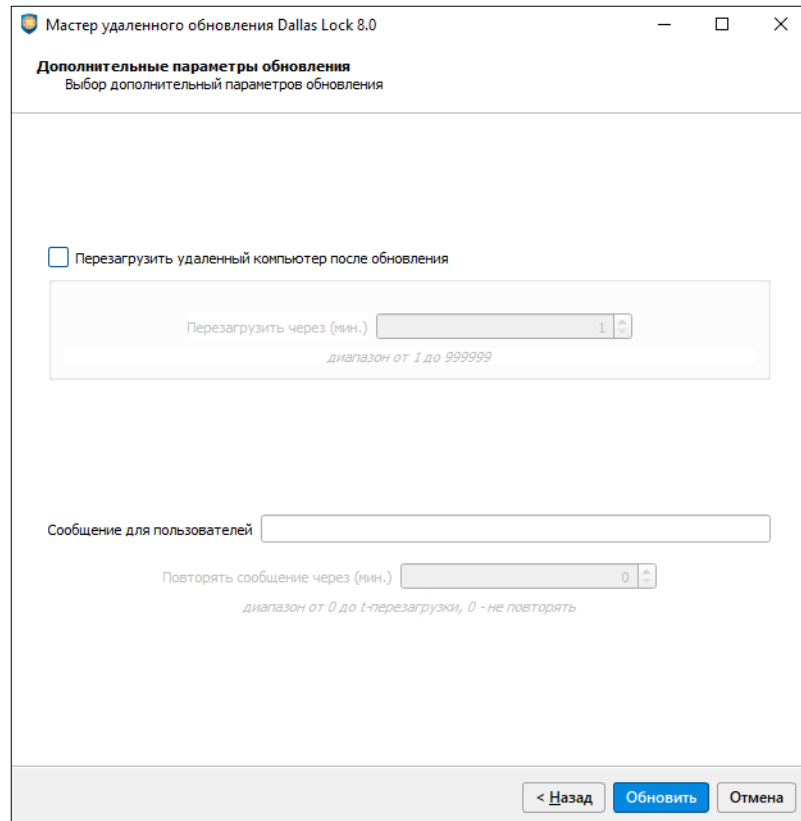 Мастер удаленного обновления Dallas Lock 8.0
Дополнительные параметры обновления
Выбор дополнительный параметров обновления
Перезагрузить удаленный компьютер после обновления
Перезагрузить через (мин.) 1
диапазон от 1 до 999999
Сообщение для пользователей
Повторять сообщение через (мин.) 0
диапазон от 0 до t-перезагрузки, 0 - не повторять
< Назад Обновить Отмена